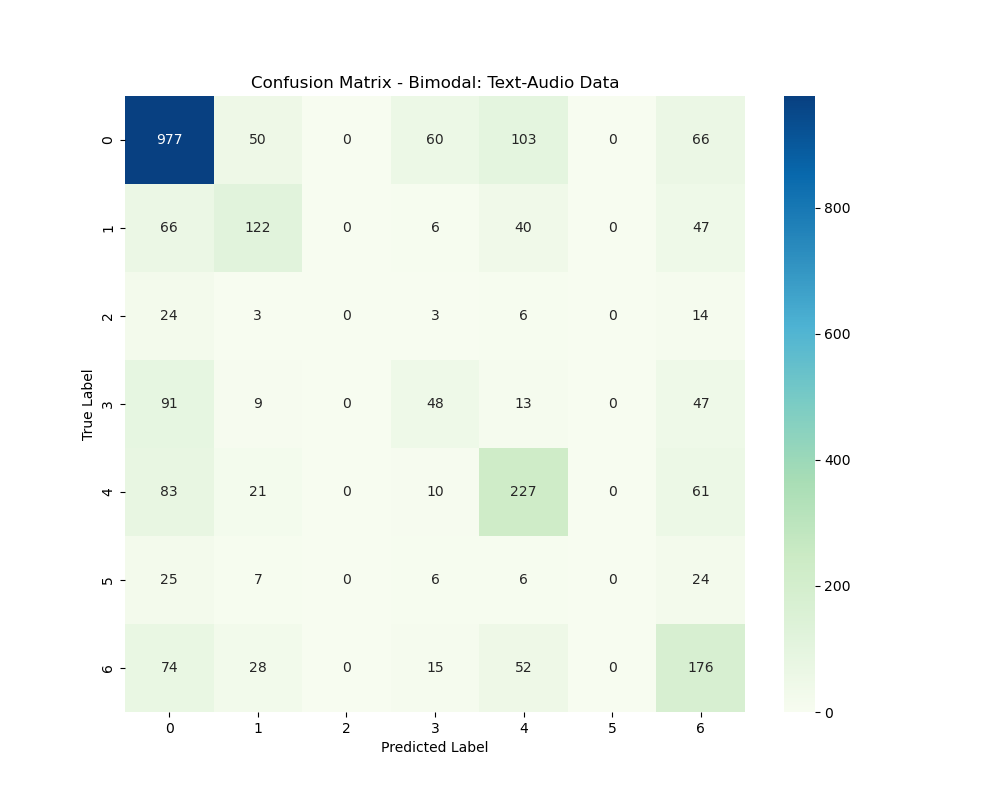 Confusion Matrix - Bimodal: Text-Audio Data
True Label
0 977 50 0 60 103 0 66
1 66 122 0 6 40 0 47
2 24 3 0 3 6 0 14
3 91 9 0 48 13 0 47
4 83 21 0 10 227 0 61
5 25 7 0 6 6 0 24
6 74 28 0 15 52 0 176
0 1 2 3 4 5 6
Predicted Label
800
600
400
200
0